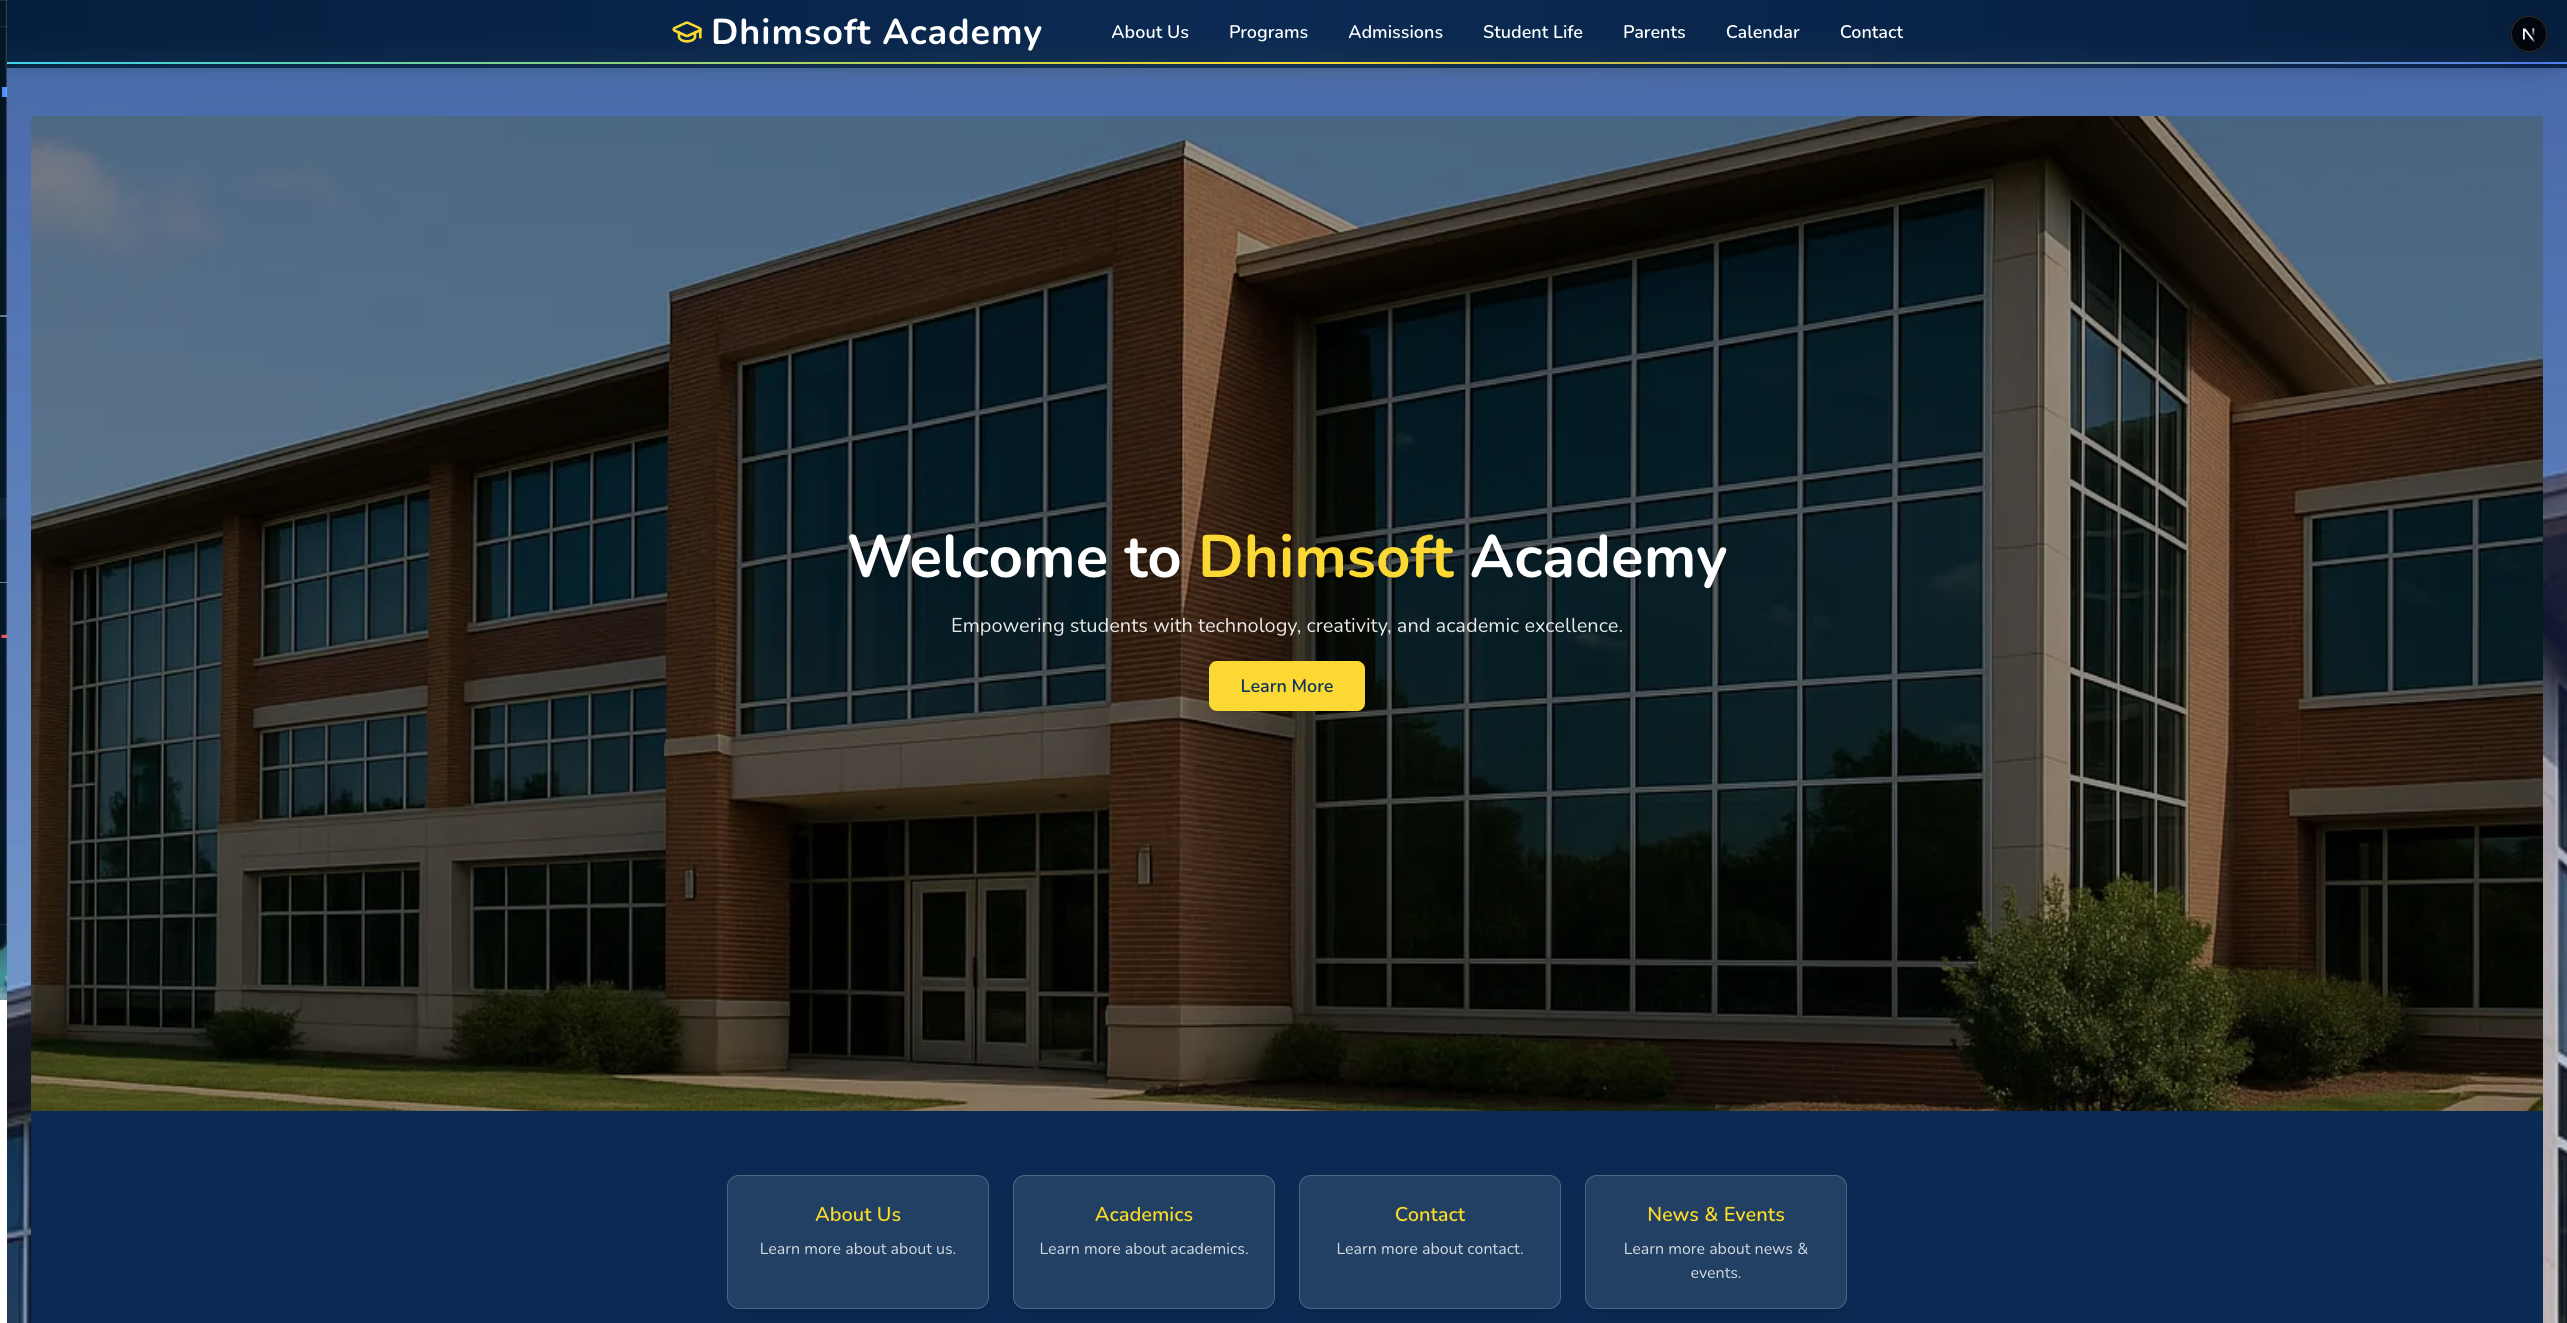 Dhimsoft Academy
About Us
Programs
Admissions
Student Life
Parents
Calendar
Contact
N
Welcome to Dhimsoft Academy
Empowering students with technology, creativity, and academic excellence.
Learn More
About Us
Learn more about about us.
Academics
Learn more about academics.
Contact
Learn more about contact.
News & Events
Learn more about news &
events.